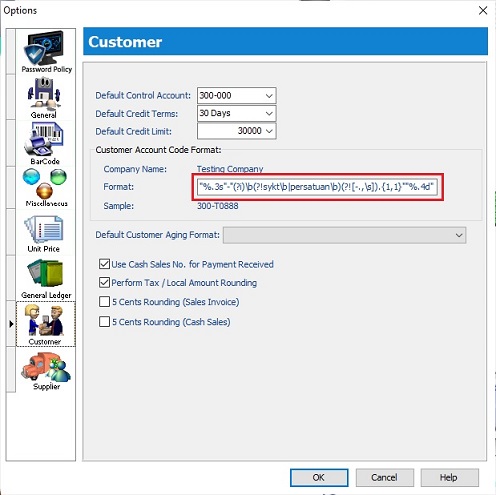 Options
Password Policy
General
BarCode
Miscellaneous
Unit Price
General Ledger
Customer
Supplier
Customer
Default Control Account: 300-000
Default Credit Terms: 30 Days
Default Credit Limit: 30000
Customer Account Code Format:
Company Name: Testing Company
Format: "%.3s"-"(?i)\b(?!sykt\b|persatuan\b)(?![-.,\s]).{1,1}""%.4d"
Sample: 300-T0888
Default Customer Aging Format:
Use Cash Sales No. for Payment Received
Perform Tax / Local Amount Rounding
5 Cents Rounding (Sales Invoice)
5 Cents Rounding (Cash Sales)
OK Cancel Help